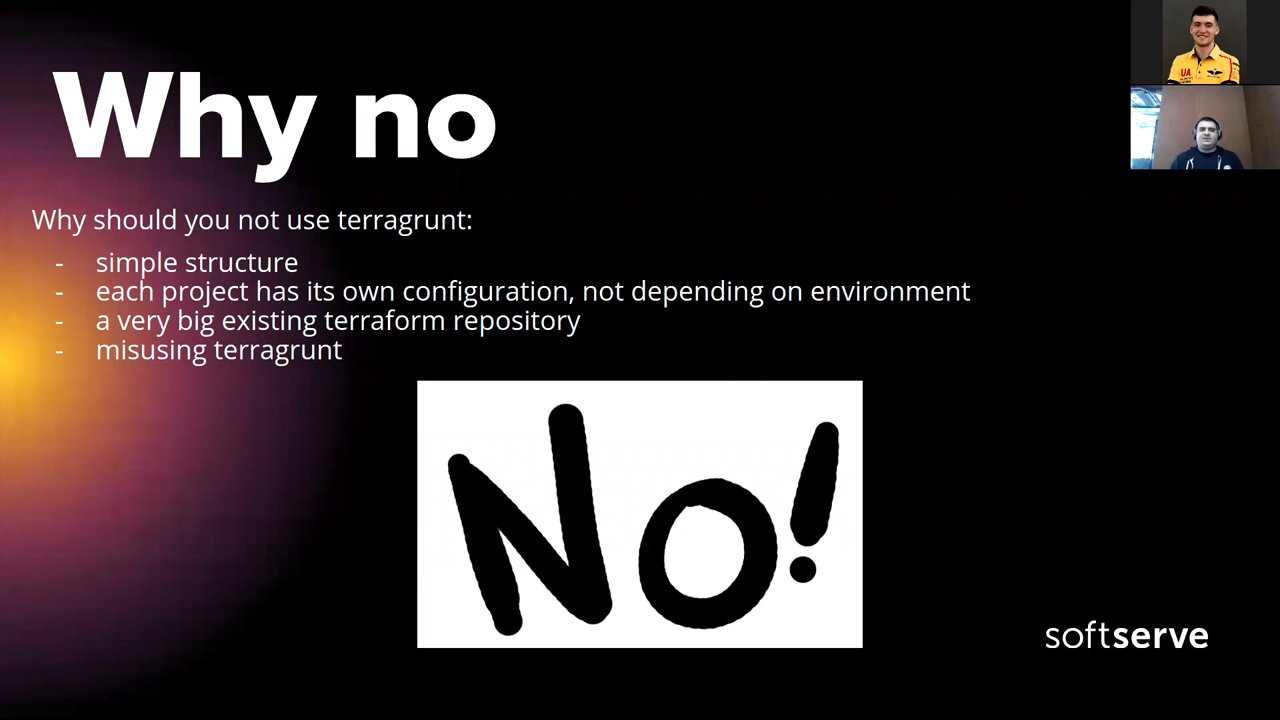 Why no
Why should you not use terragrunt:
- simple structure
- each project has its own configuration, not depending on environment
- a very big existing terraform repository
- misusing terragrunt
No!
UA
softserve